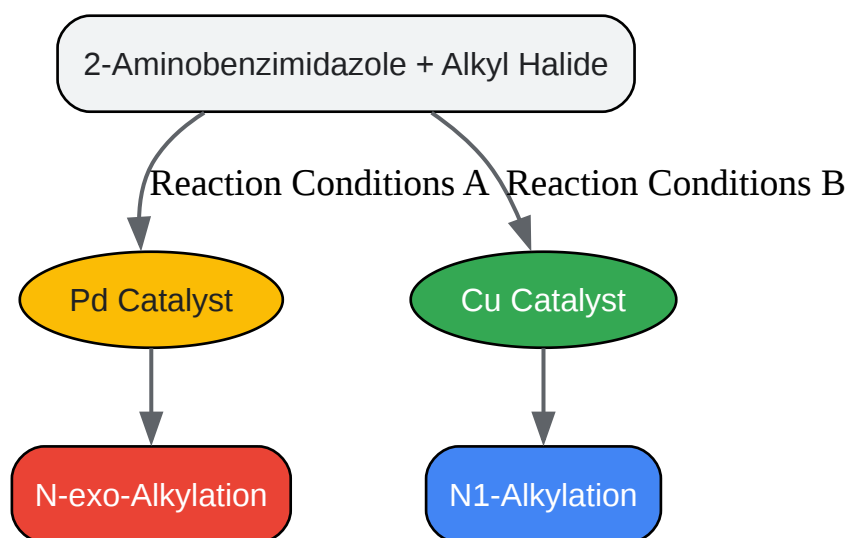 2-Aminobenzimidazole + Alkyl Halide
Reaction Conditions A
Reaction Conditions B
Pd Catalyst
Cu Catalyst
N-exo-Alkylation
N1-Alkylation